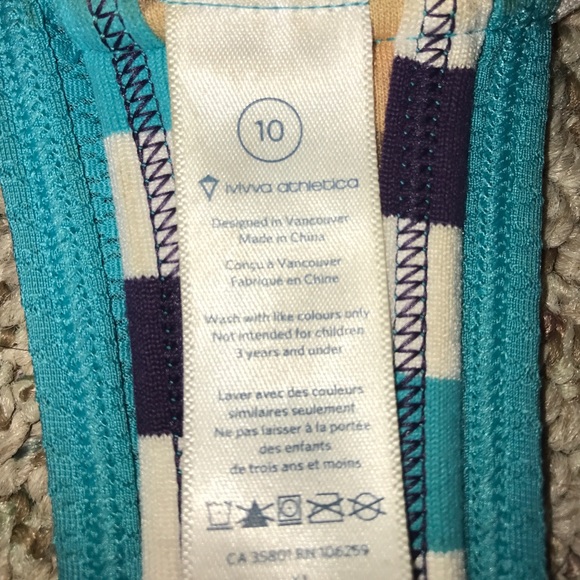 10
ivivva athletica
Designed in Vancouver
Made in China
Conçu à Vancouver
Fabriqué en Chine
Wash with like colours only
Not intended for children
3 years and under
Laver avec des couleurs
similaires seulement
Ne pas laisser à la portée
des enfants
de trois ans et moins
CA 35801 RN 106259